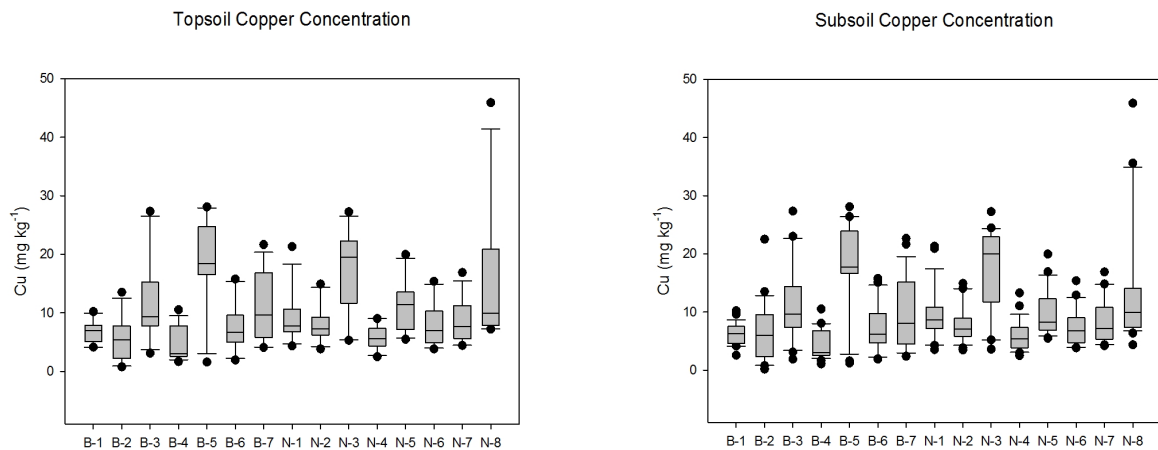 Topsoil Copper Concentration
Cu (mg kg⁻¹)
50
40
30
20
10
0
B-1 B-2 B-3 B-4 B-5 B-6 B-7 N-1 N-2 N-3 N-4 N-5 N-6 N-7 N-8
Subsoil Copper Concentration
Cu (mg kg⁻¹)
50
40
30
20
10
0
B-1 B-2 B-3 B-4 B-5 B-6 B-7 N-1 N-2 N-3 N-4 N-5 N-6 N-7 N-8